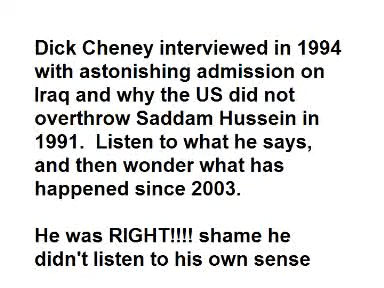 Dick Cheney interviewed in 1994
with astonishing admission on
Iraq and why the US did not
overthrow Saddam Hussein in
1991.  Listen to what he says,
and then wonder what has
happened since 2003.

He was RIGHT!!!! shame he
didn't listen to his own sense